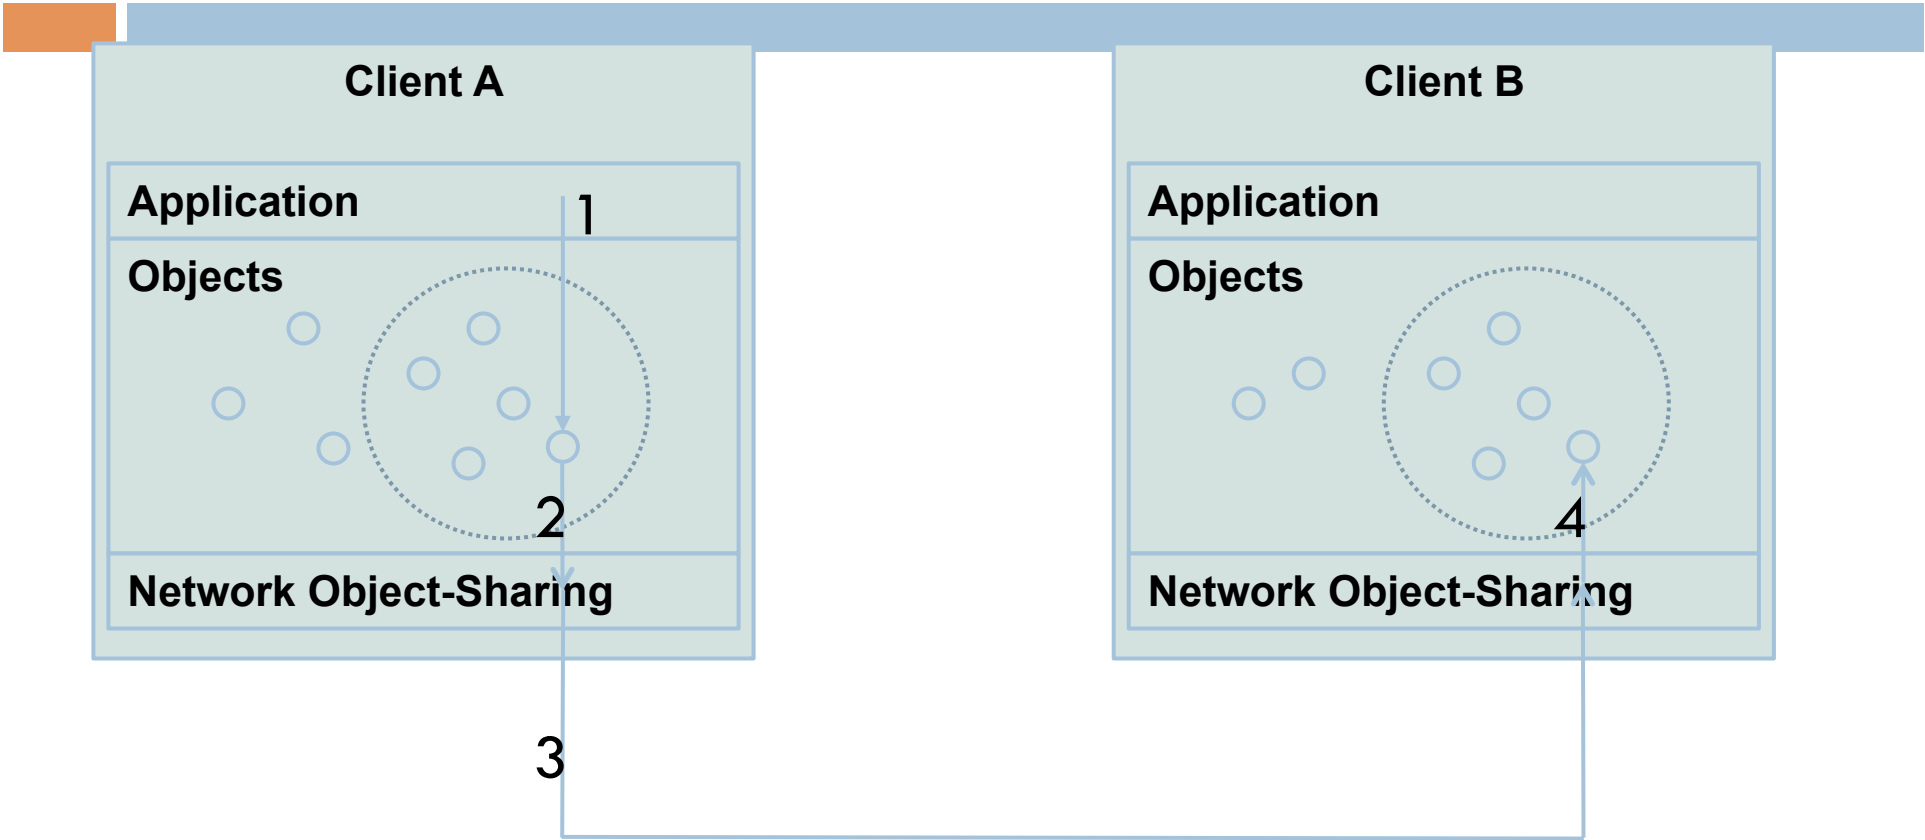 Client A
Application
1
Objects
2
Network Object-Sharing
3
Client B
Application
Objects
4
Network Object-Sharing